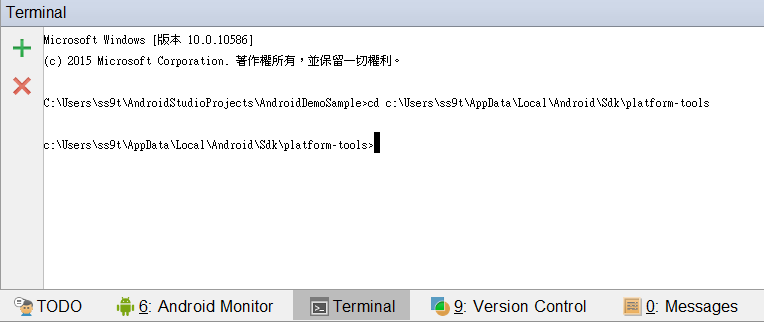 Terminal
Microsoft Windows [版本 10.0.10586]
(c) 2015 Microsoft Corporation. 著作權所有，並保留一切權利。
C:\Users\ss9t\AndroidStudioProjects\AndroidDemoSample>cd c:\Users\ss9t\AppData\Local\Android\Sdk\platform-tools
c:\Users\ss9t\AppData\Local\Android\Sdk\platform-tools>
TODO 6: Android Monitor Terminal 9: Version Control 0: Messages